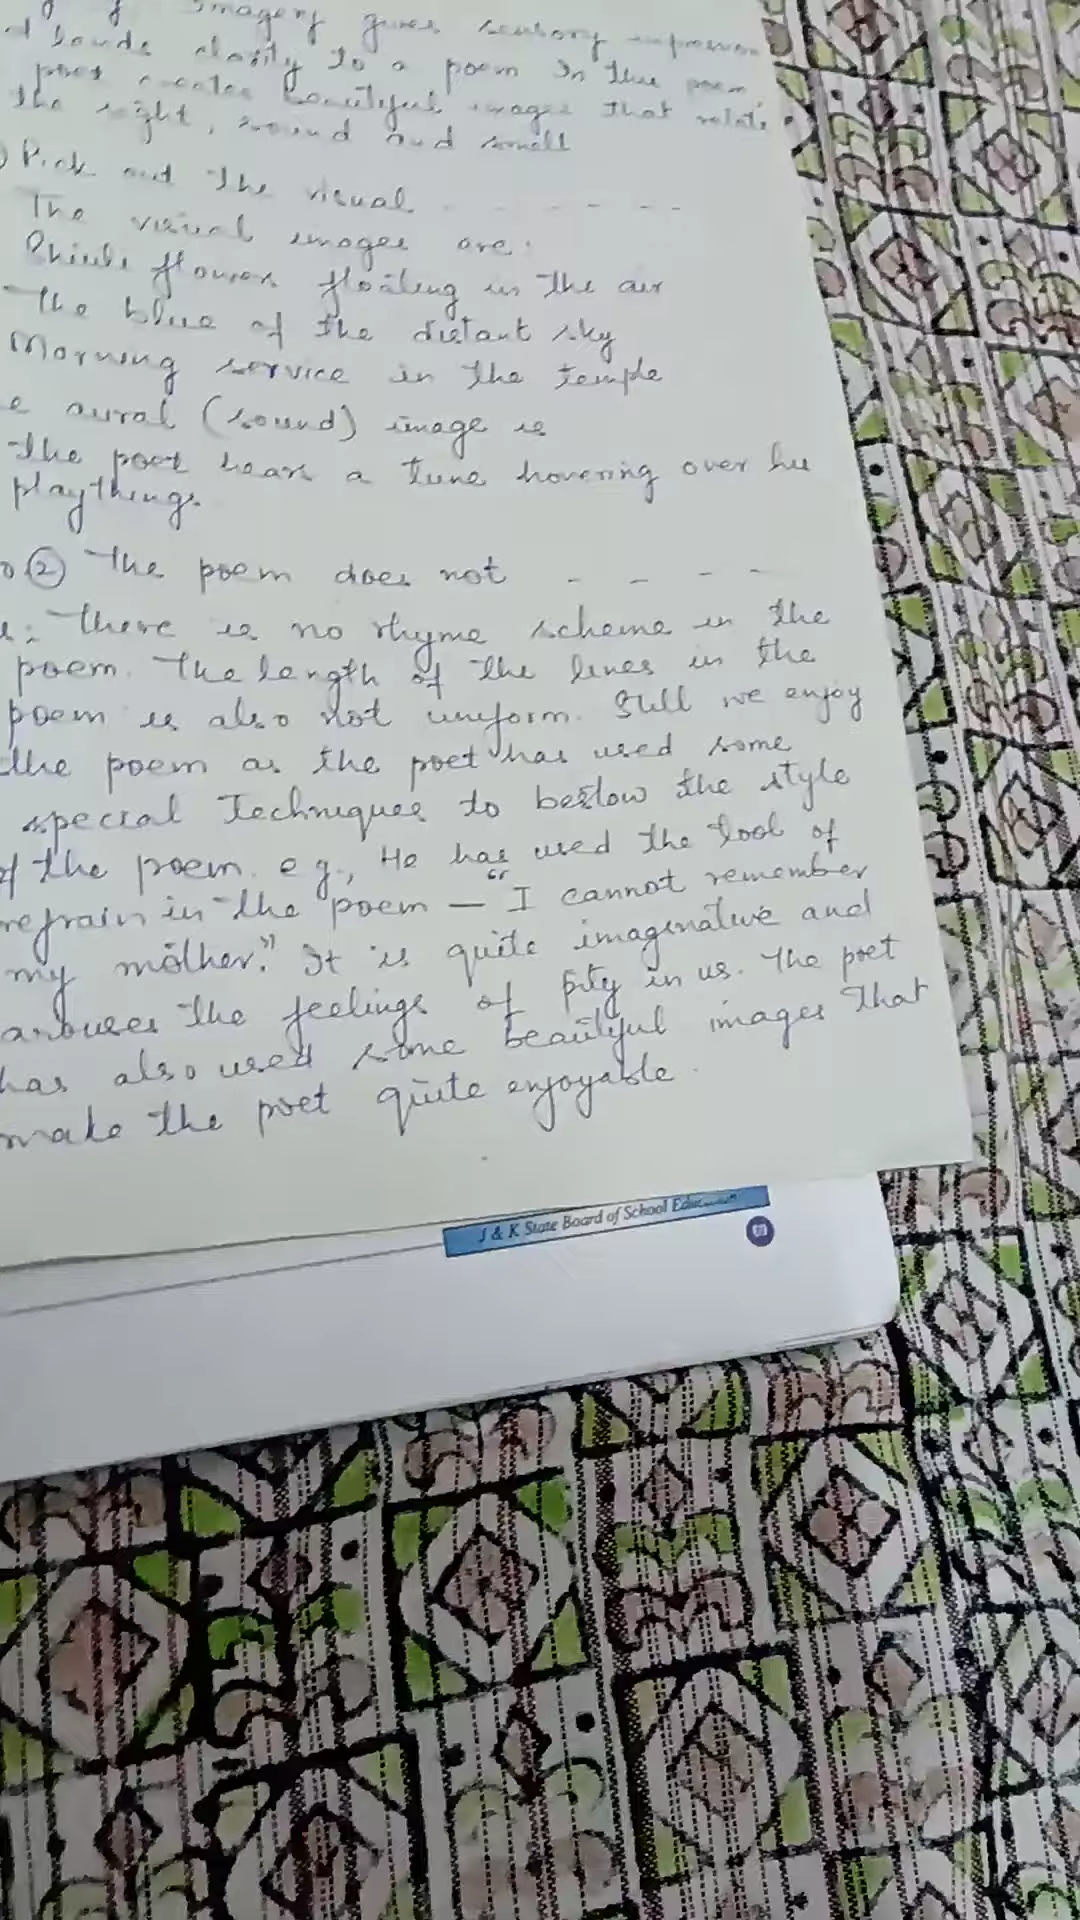 Imagery gives sensory
lends clarity to a poem In this poem,
poet creates beautiful images that relate
the sight, sound and smell
Pick out the visual - - - - - -
The visual images are:
Shiuli flowers floating in the air
The blue of the distant sky
Morning service in the temple
aural (sound) image is
The poet hears a tune hovering over his
playthings.
② The poem does not - - - -
There is no rhyme scheme in the
poem. The length of the lines in the
poem is also not uniform. Still we enjoy
the poem as the poet has used some
special Techniques to bestow the style
of the poem. e.g., He has used the tool of
refrain in the poem — "I cannot remember
my mother." It is quite imaginative and
arouses the feelings of pity in us. The poet
has also used some beautiful images that
make the poet quite enjoyable.
J & K State Board of School